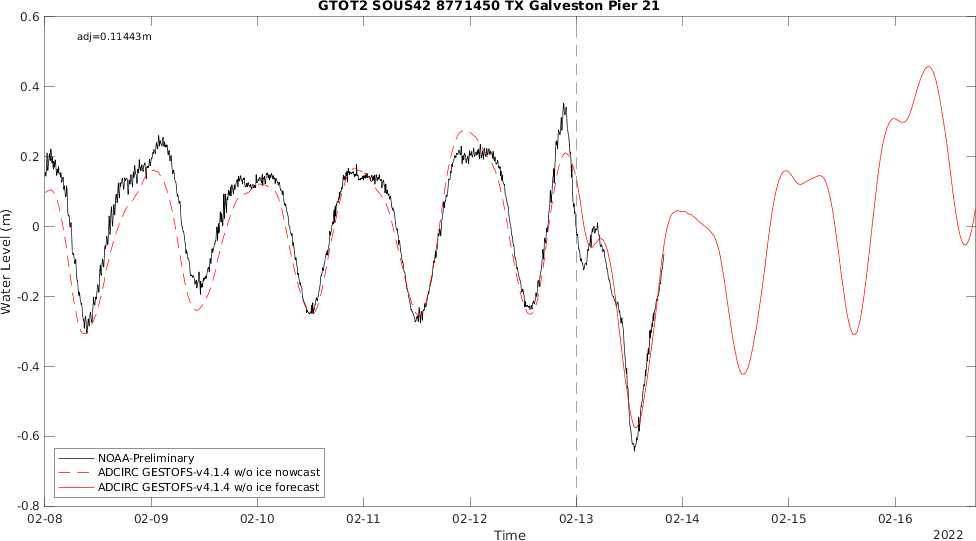 GTOT2 SOUS42 8771450 TX Galveston Pier 21
adj=0.11443m
0.6
0.4
0.2
0
-0.2
-0.4
-0.6
-0.8
Water Level (m)
NOAA-Preliminary
ADCIRC GESTOFS-v4.1.4 w/o ice nowcast
ADCIRC GESTOFS-v4.1.4 w/o ice forecast
02-08 02-09 02-10 02-11 02-12 02-13 02-14 02-15 02-16
Time
2022